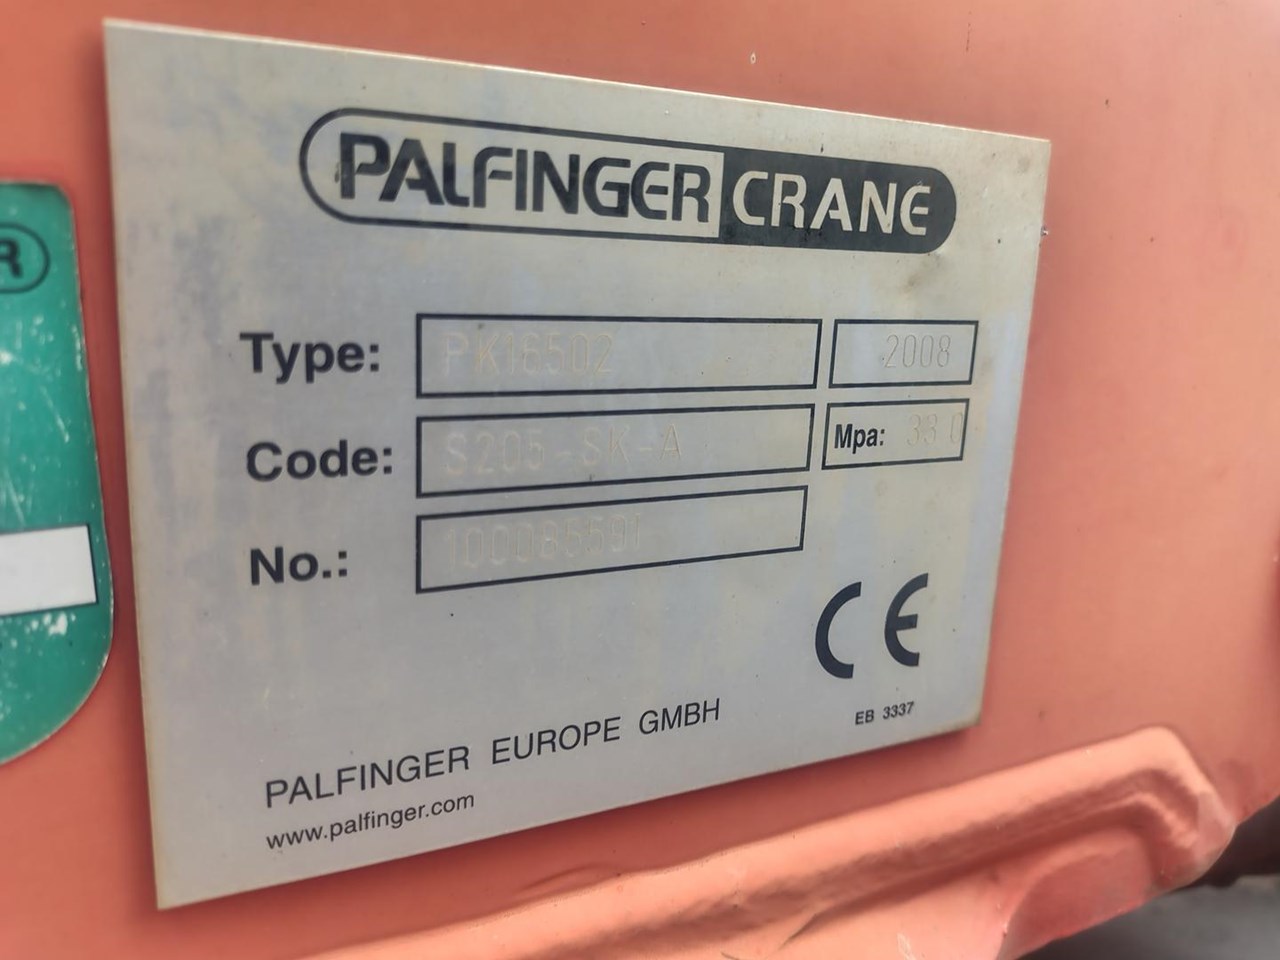 R
PALFINGER CRANE
Type: PK16502 2008
Code: S205-SK-A Mpa: 33.0
No.: 100085591
CE
EB 3337
PALFINGER EUROPE GMBH
www.palfinger.com